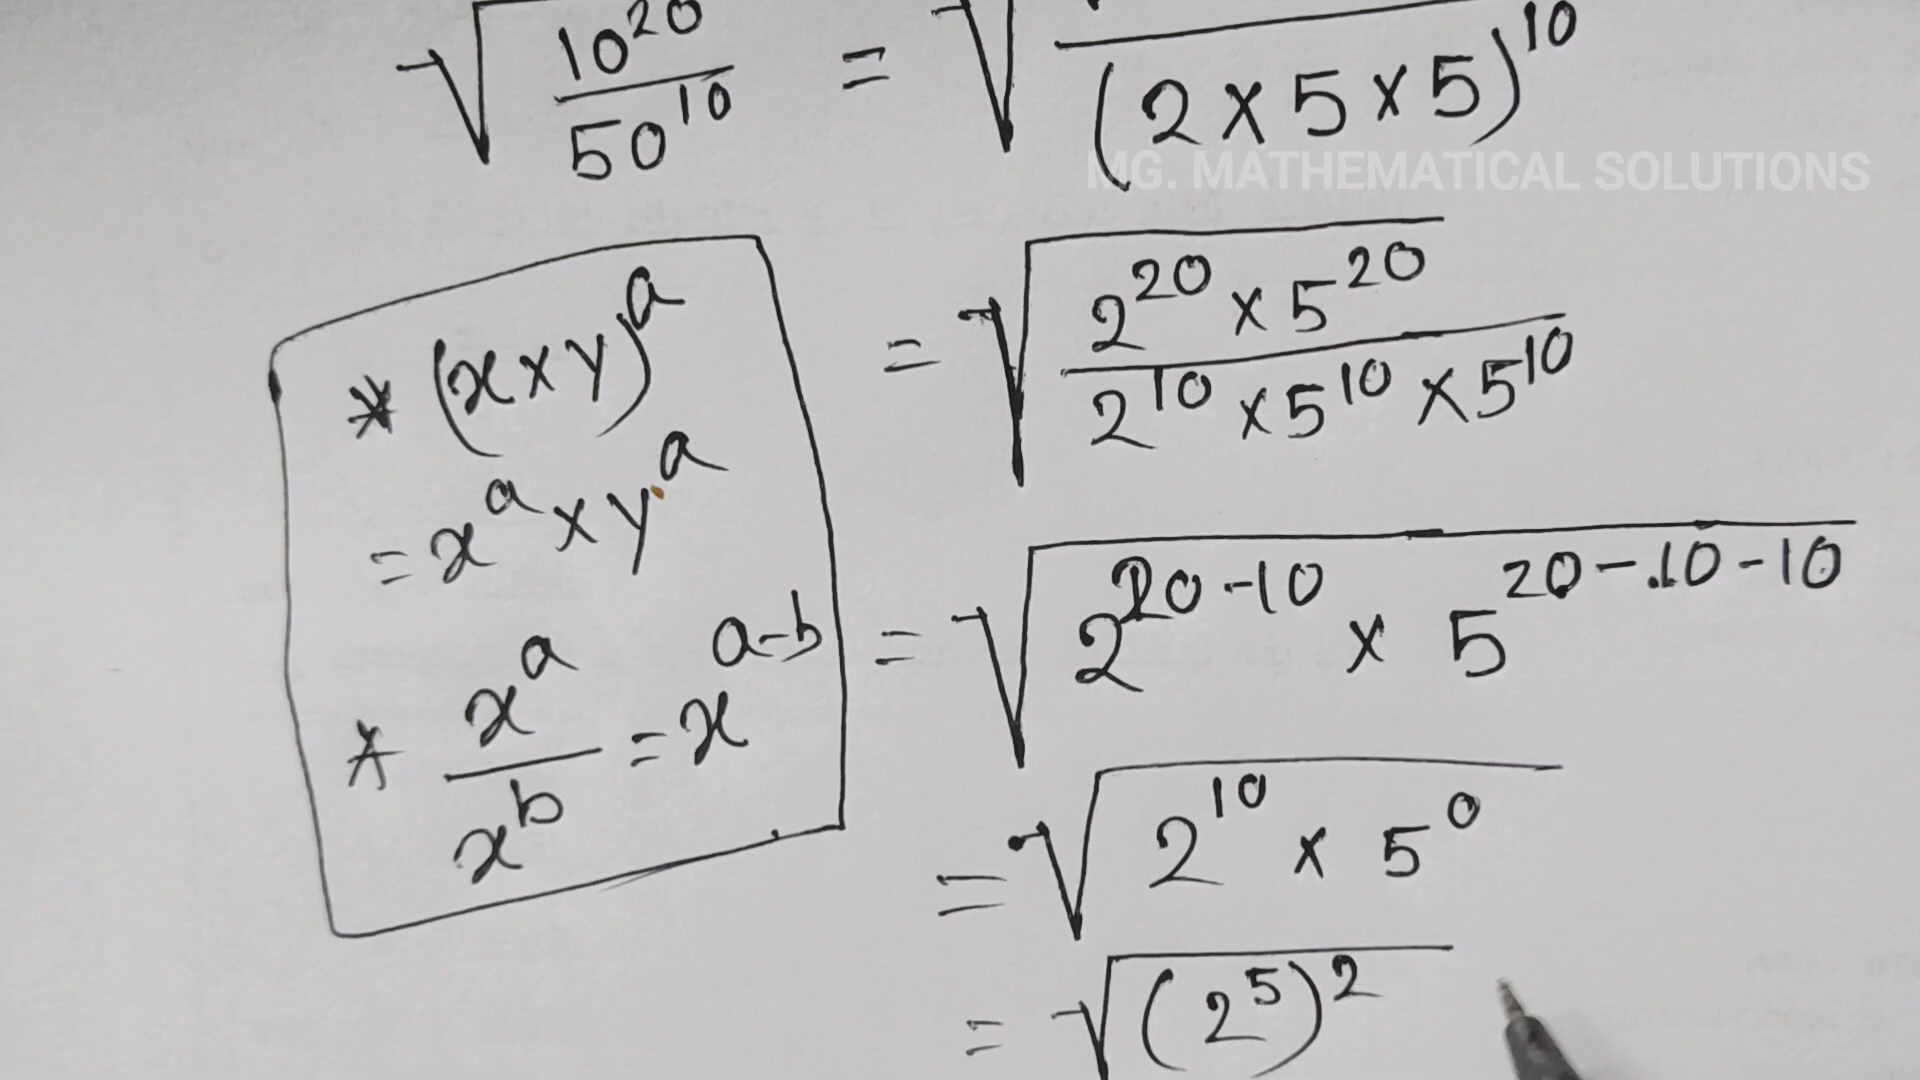 √(10²⁰ / 50¹⁰) = √( / (2 × 5 × 5)¹⁰)
MG. MATHEMATICAL SOLUTIONS
= √((2²⁰ × 5²⁰) / (2¹⁰ × 5¹⁰ × 5¹⁰))
* (x × y)ᵃ
= xᵃ × yᵃ
= √(2²⁰⁻¹⁰ × 5²⁰⁻¹⁰⁻¹⁰)
* xᵃ / xᵇ = xᵃ⁻ᵇ
= √(2¹⁰ × 5⁰)
= √((2⁵)²)